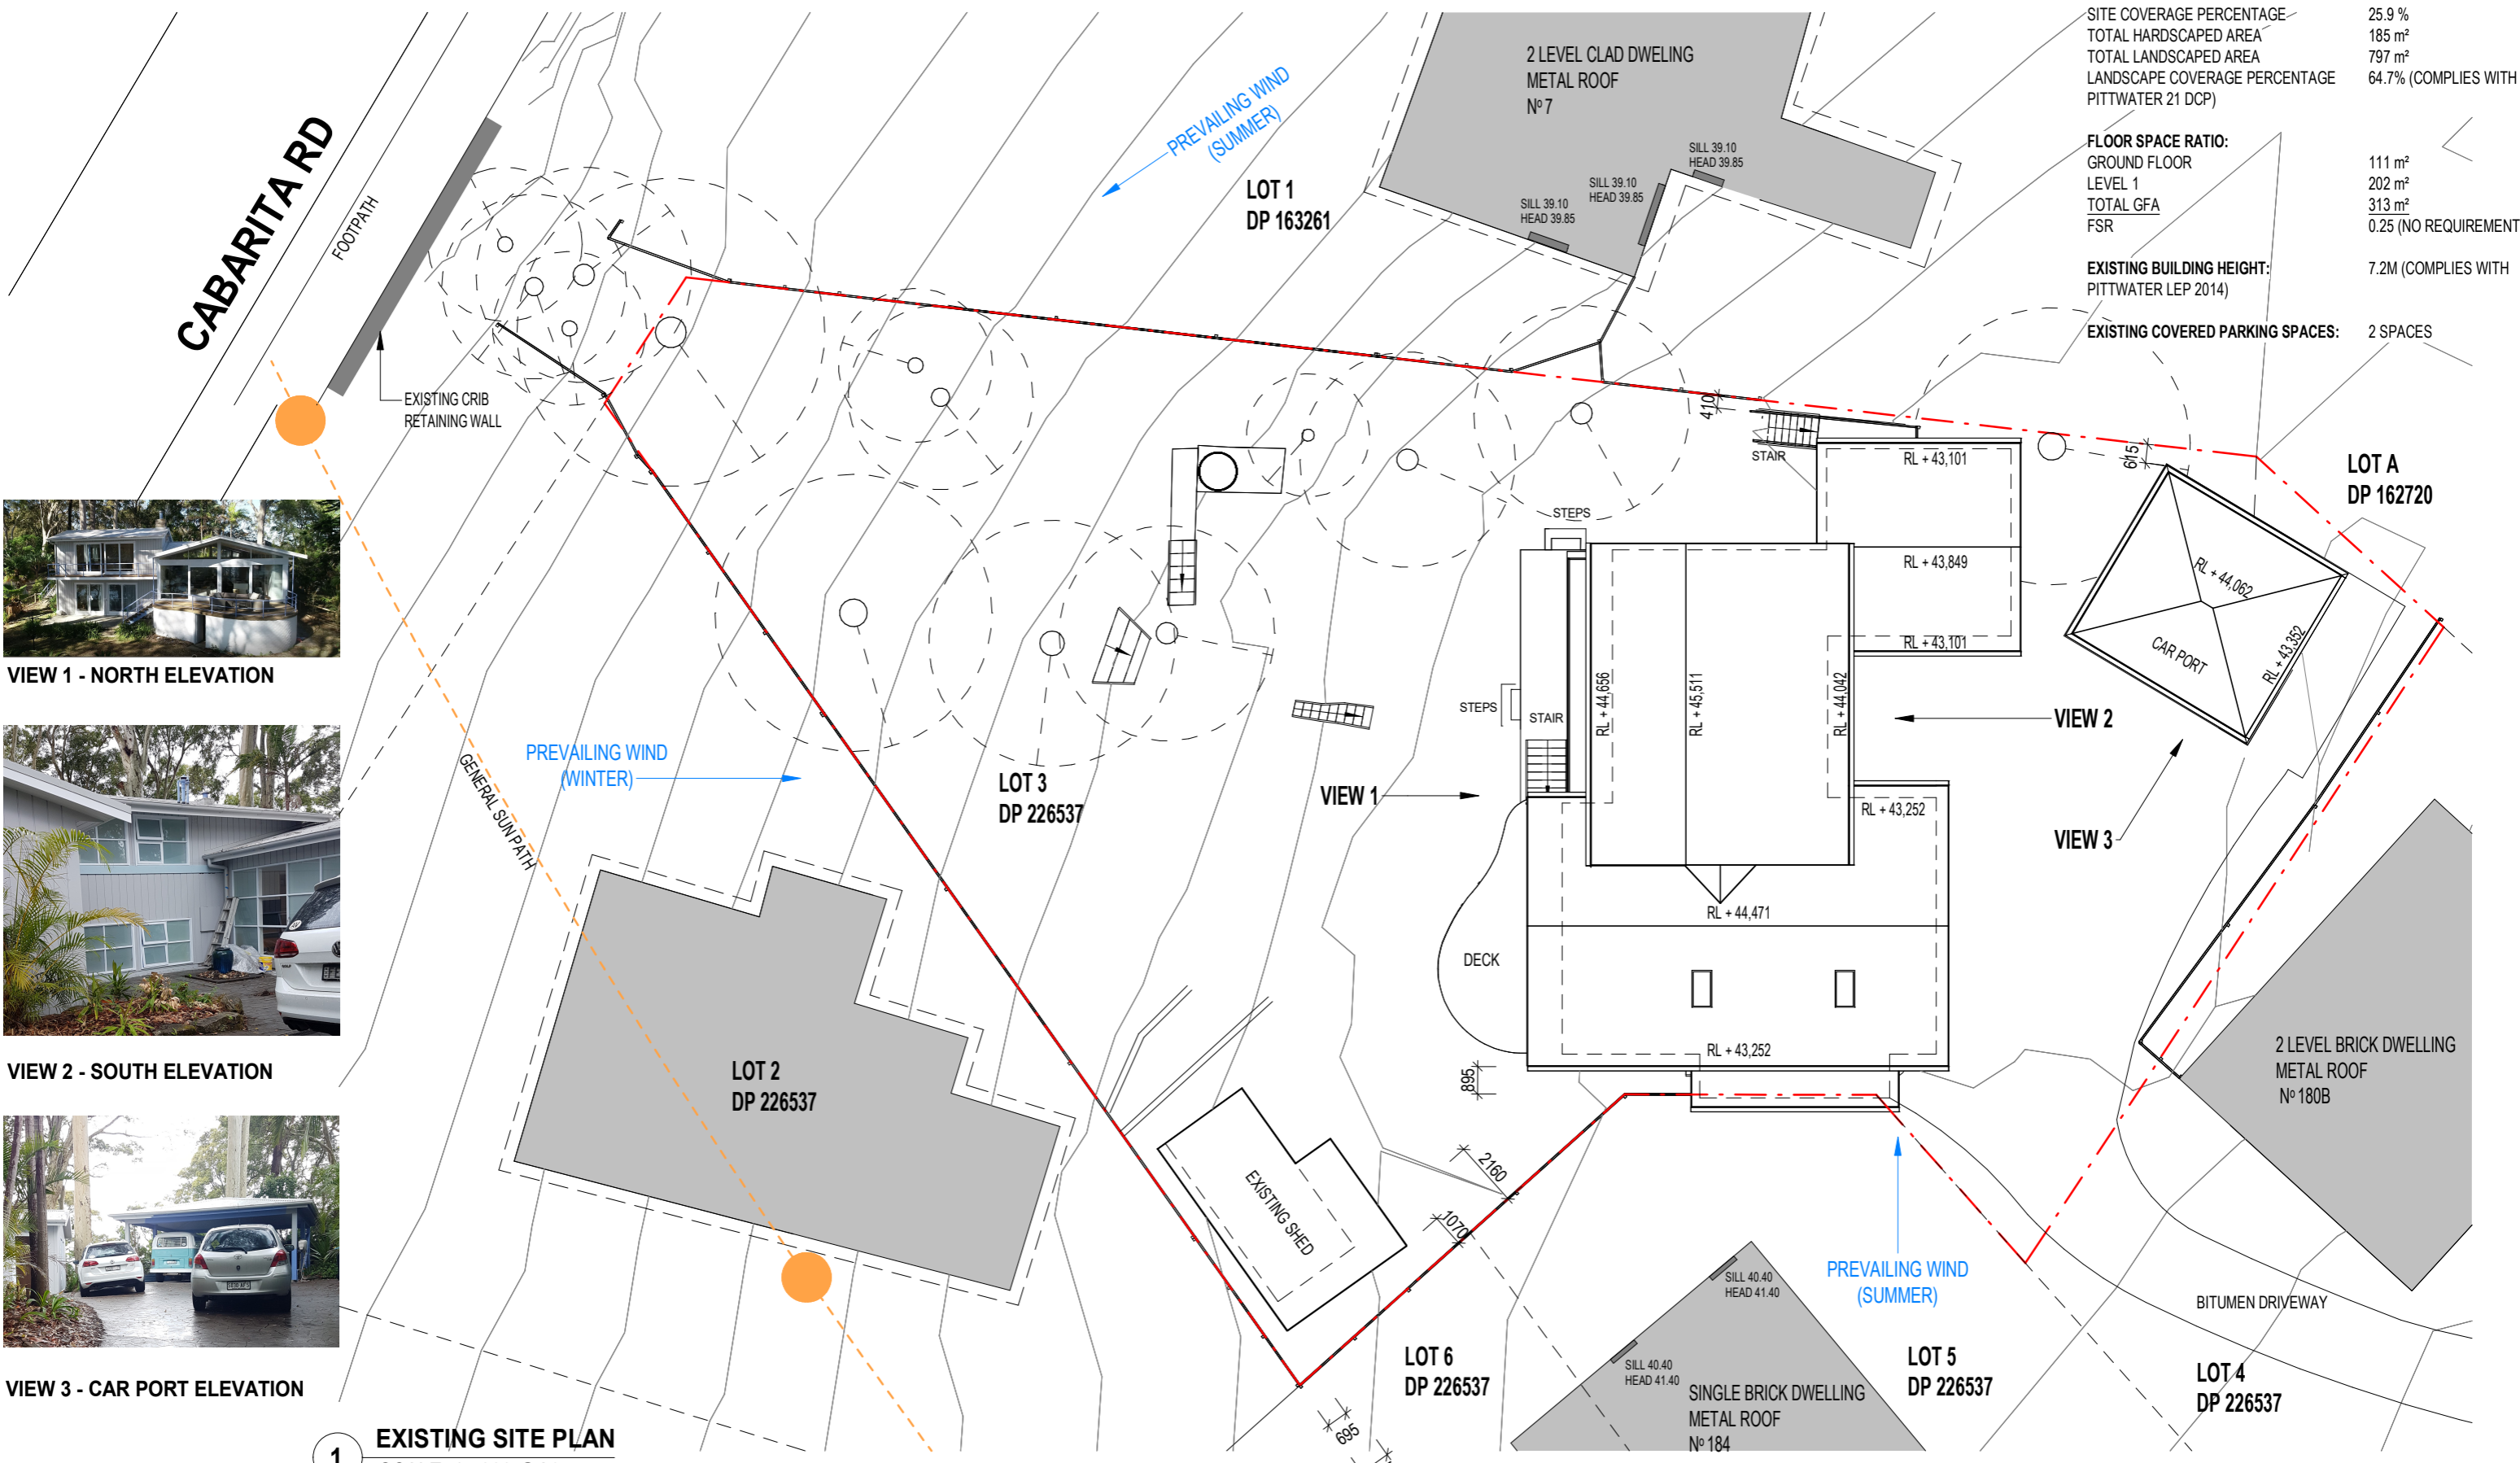 SITE COVERAGE PERCENTAGE 25.9 %
TOTAL HARDSCAPED AREA 185 m²
TOTAL LANDSCAPED AREA 797 m²
LANDSCAPE COVERAGE PERCENTAGE 64.7% (COMPLIES WITH
PITTWATER 21 DCP)
FLOOR SPACE RATIO:
GROUND FLOOR 111 m²
LEVEL 1 202 m²
TOTAL GFA 313 m²
FSR 0.25 (NO REQUIREMENT
EXISTING BUILDING HEIGHT: 7.2M (COMPLIES WITH
PITTWATER LEP 2014)
EXISTING COVERED PARKING SPACES: 2 SPACES
2 LEVEL CLAD DWELING
METAL ROOF
Nº 7
SILL 39.10
HEAD 39.85
SILL 39.10
HEAD 39.85
SILL 39.10
HEAD 39.85
PREVAILING WIND
(SUMMER)
LOT 1
DP 163261
CABARITA RD
FOOTPATH
EXISTING CRIB
RETAINING WALL
410
STAIR
RL + 43,101
615
LOT A
DP 162720
STEPS
RL + 43,849
RL + 44,062
RL + 43,101
CAR PORT
RL + 43,352
VIEW 1 - NORTH ELEVATION
RL + 44,656
RL + 45,511
RL + 44,042
STEPS
STAIR
VIEW 2
PREVAILING WIND
(WINTER)
GENERAL SUN PATH
LOT 3
DP 226537
VIEW 1
RL + 43,252
VIEW 3
RL + 44,471
DECK
VIEW 2 - SOUTH ELEVATION
LOT 2
DP 226537
RL + 43,252
895
2 LEVEL BRICK DWELLING
METAL ROOF
Nº 180B
2160
EXISTING SHED
1070
PREVAILING WIND
(SUMMER)
SILL 40.40
HEAD 41.40
BITUMEN DRIVEWAY
SILL 40.40
HEAD 41.40
LOT 6
DP 226537
LOT 5
DP 226537
LOT 4
DP 226537
SINGLE BRICK DWELLING
METAL ROOF
Nº 184
VIEW 3 - CAR PORT ELEVATION
695
1
EXISTING SITE PLAN